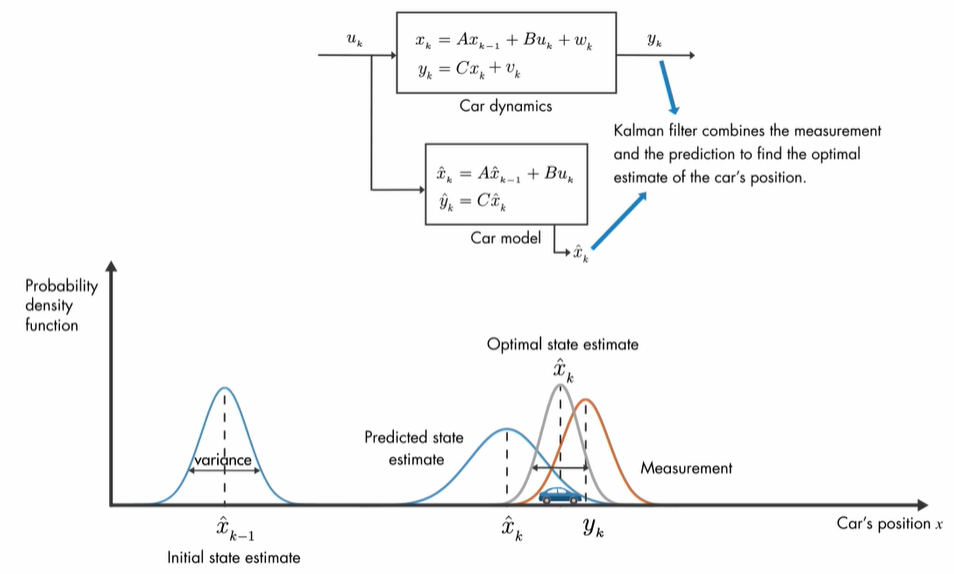 u_k
x_k = Ax_{k-1} + Bu_k + w_k
y_k = Cx_k + v_k
y_k
Car dynamics
Kalman filter combines the measurement
and the prediction to find the optimal
estimate of the car's position.
x̂_k = Ax̂_{k-1} + Bu_k
ŷ_k = Cx̂_k
Car model
x̂_k
Probability
density
function
Optimal state estimate
x̂_k
Predicted state
estimate
variance
Measurement
x̂_{k-1}
x̂_k
y_k
Car's position x
Initial state estimate